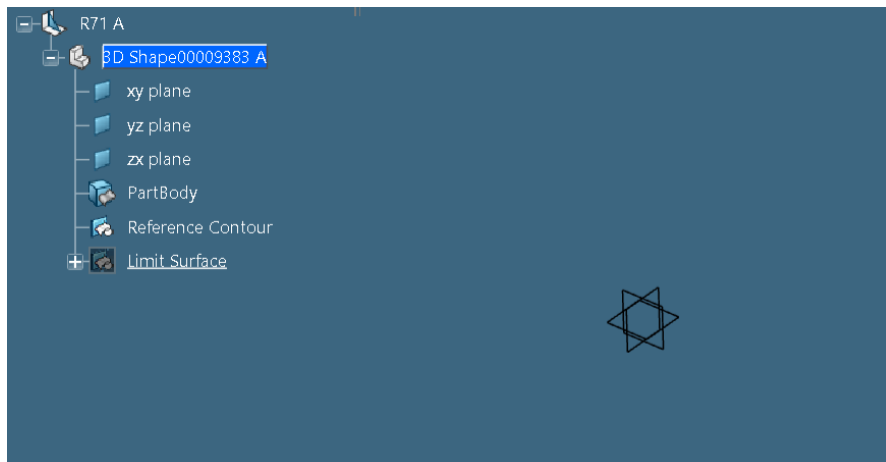 R71 A
3D Shape00009383 A
xy plane
yz plane
zx plane
PartBody
Reference Contour
Limit Surface